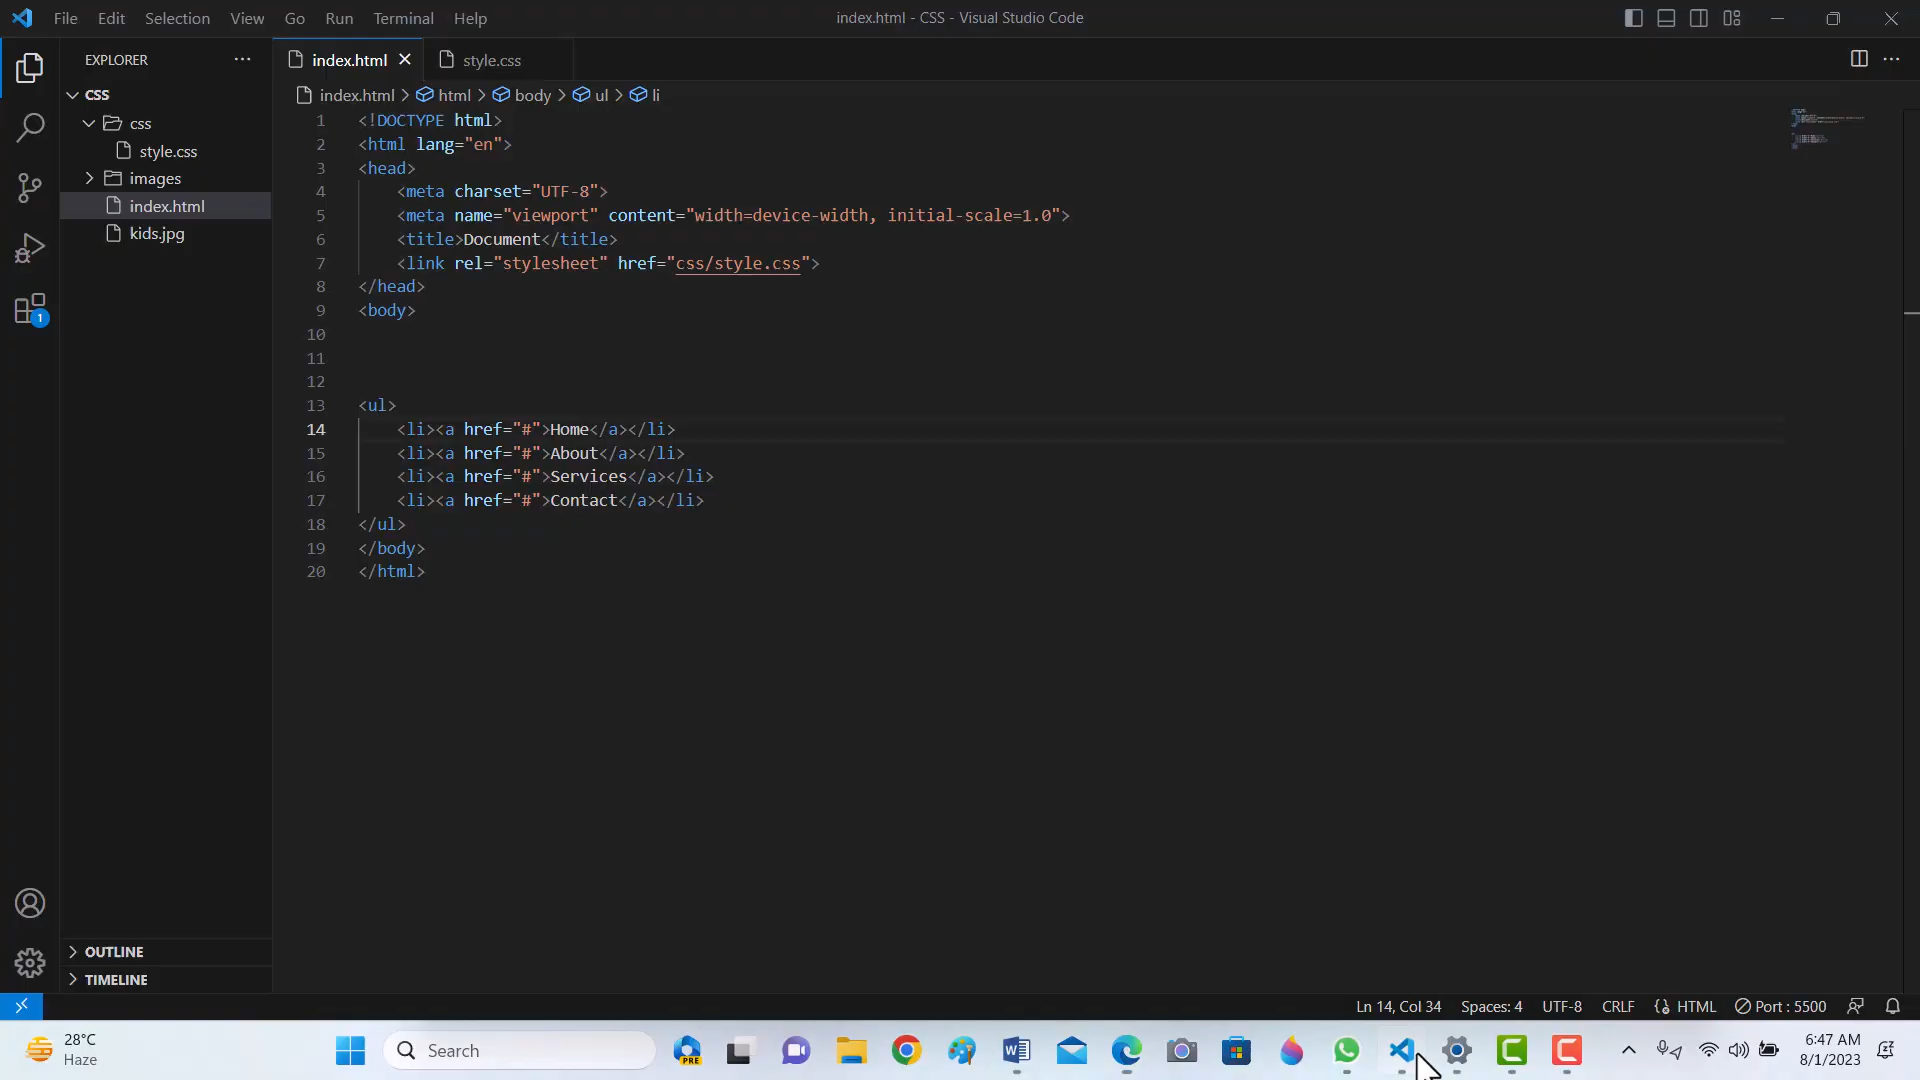 File Edit Selection View Go Run Terminal Help
index.html - CSS - Visual Studio Code
EXPLORER
CSS
css
style.css
images
index.html
kids.jpg
OUTLINE
TIMELINE
1
index.html
style.css
index.html > html > body > ul > li
1 <!DOCTYPE html>
2 <html lang="en">
3 <head>
4 <meta charset="UTF-8">
5 <meta name="viewport" content="width=device-width, initial-scale=1.0">
6 <title>Document</title>
7 <link rel="stylesheet" href="css/style.css">
8 </head>
9 <body>
10
11
12
13 <ul>
14 <li><a href="#">Home</a></li>
15 <li><a href="#">About</a></li>
16 <li><a href="#">Services</a></li>
17 <li><a href="#">Contact</a></li>
18 </ul>
19 </body>
20 </html>
Ln 14, Col 34 Spaces: 4 UTF-8 CRLF HTML Port : 5500
28°C
Haze
Search
PRE
6:47 AM
8/1/2023